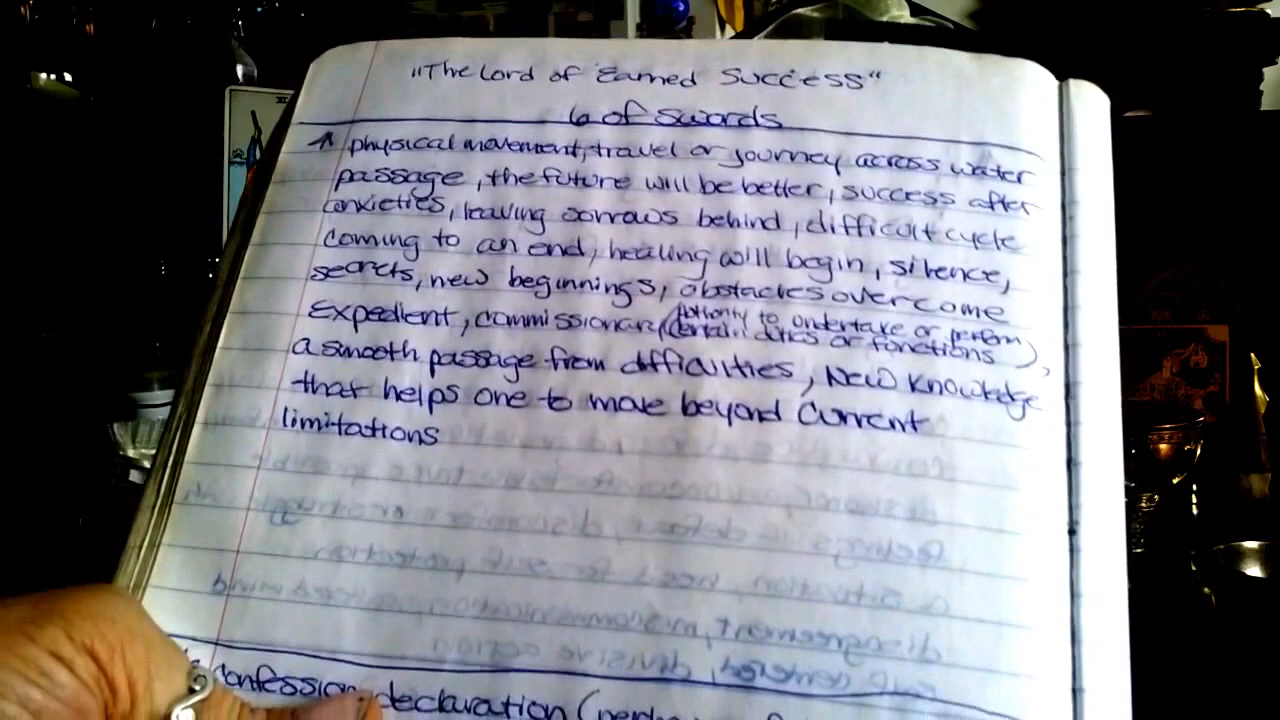 "The Lord of Earned Success"
6 of Swords
physical movement, travel or journey across water
passage, the future will be better, success after
anxieties, leaving sorrows behind, difficult cycle
coming to an end, healing will begin, silence,
secrets, new beginnings, obstacles overcome
Expedient, commissionary (Authority to undertake or perform
certain duties or functions),
a smooth passage from difficulties, New Knowledge
that helps one to move beyond current
limitations
Confession, declaration